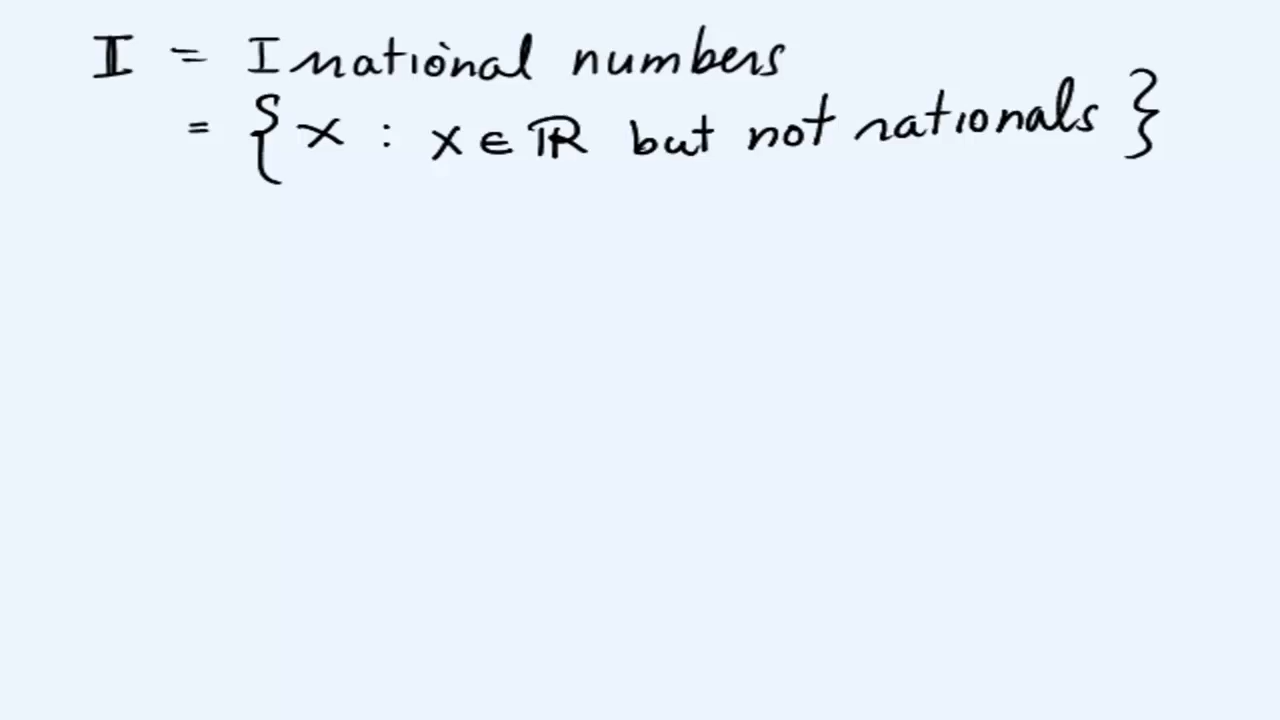 I = Irrational numbers
= { x : x ∈ ℝ but not rationals }